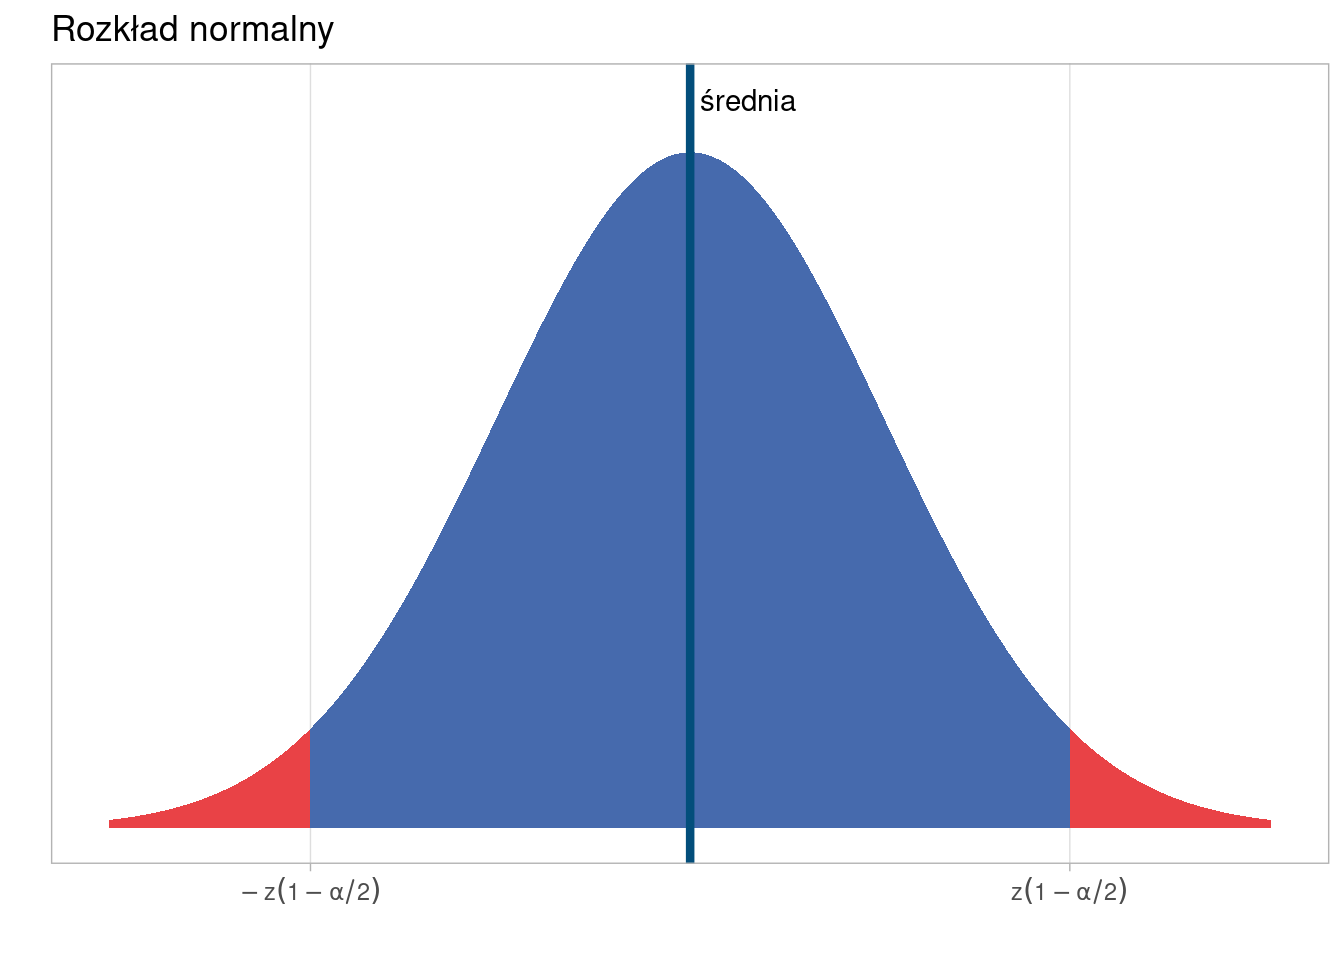 Rozkład normalny
średnia
− z(1 − α/2)
z(1 − α/2)